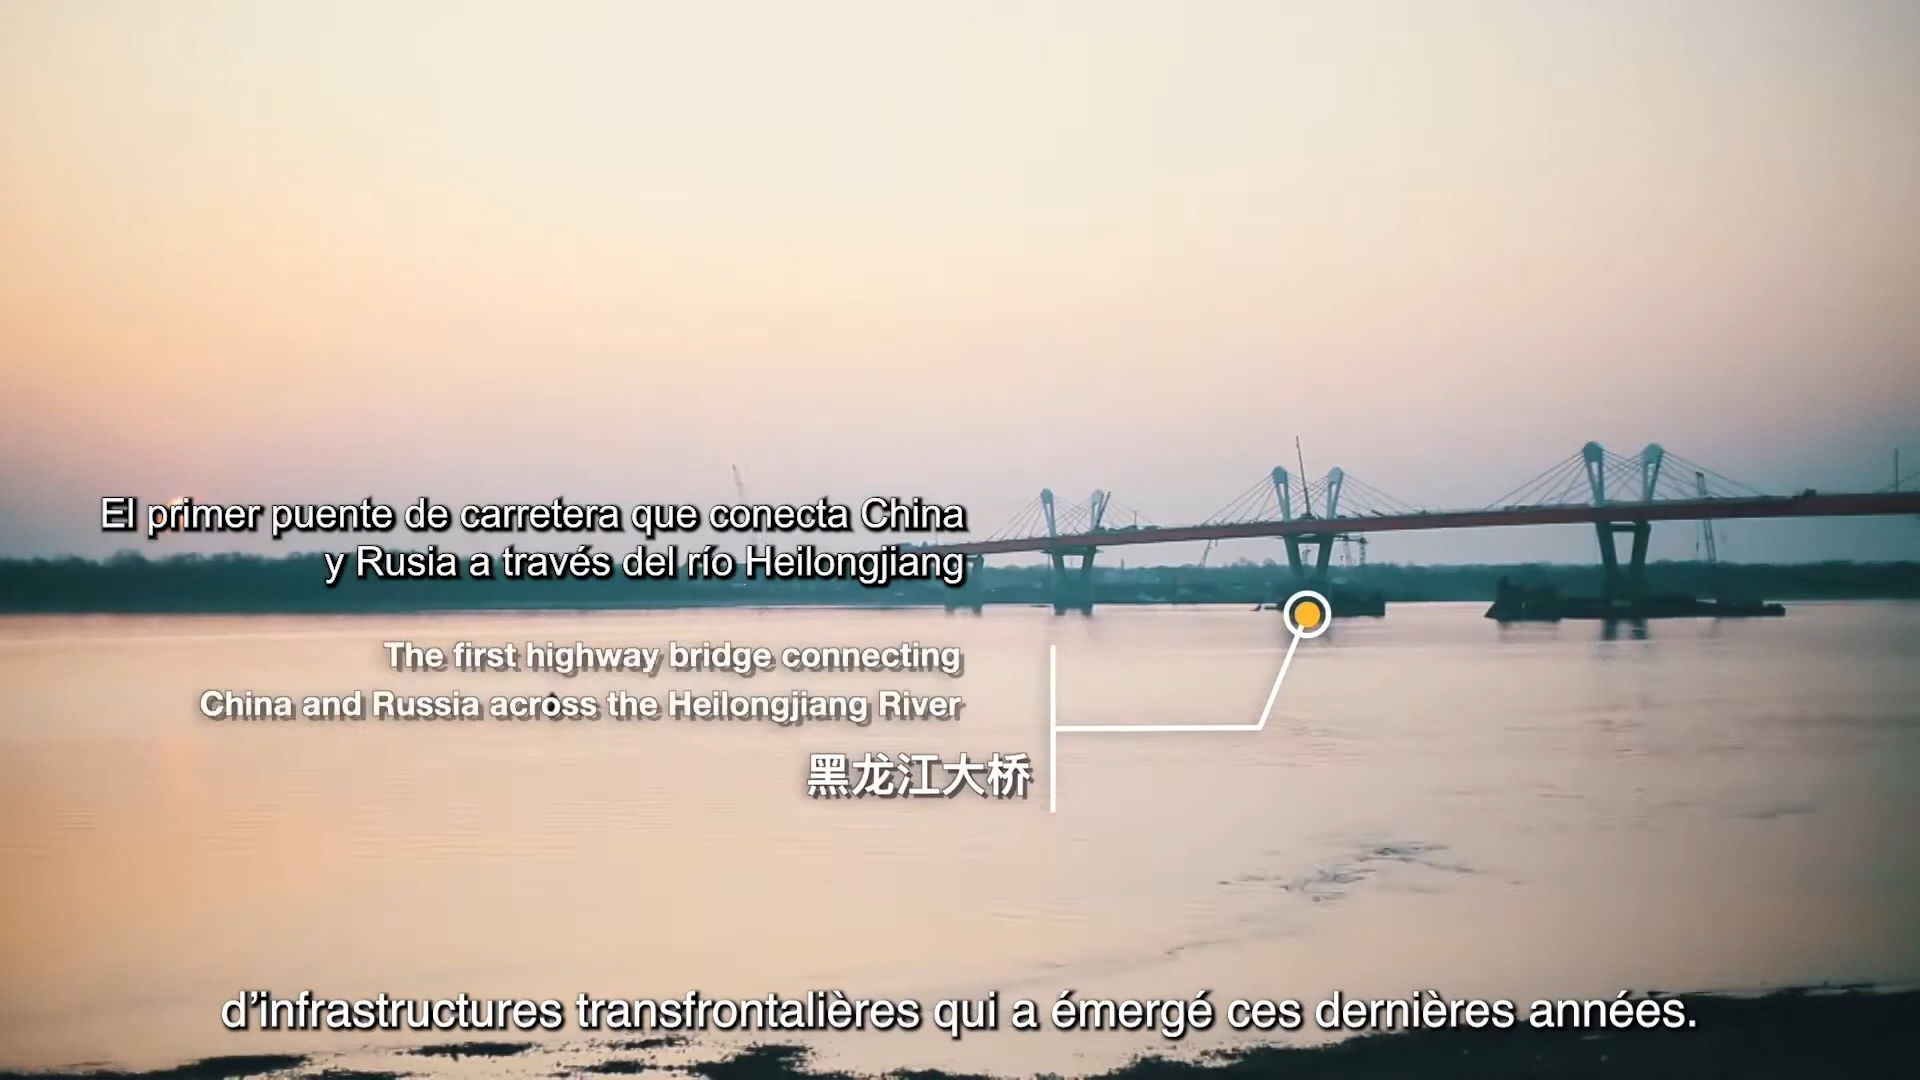 El primer puente de carretera que conecta China
y Rusia a través del río Heilongjiang
The first highway bridge connecting
China and Russia across the Heilongjiang River
黑龙江大桥
d’infrastructures transfrontalières qui a émergé ces dernières années.